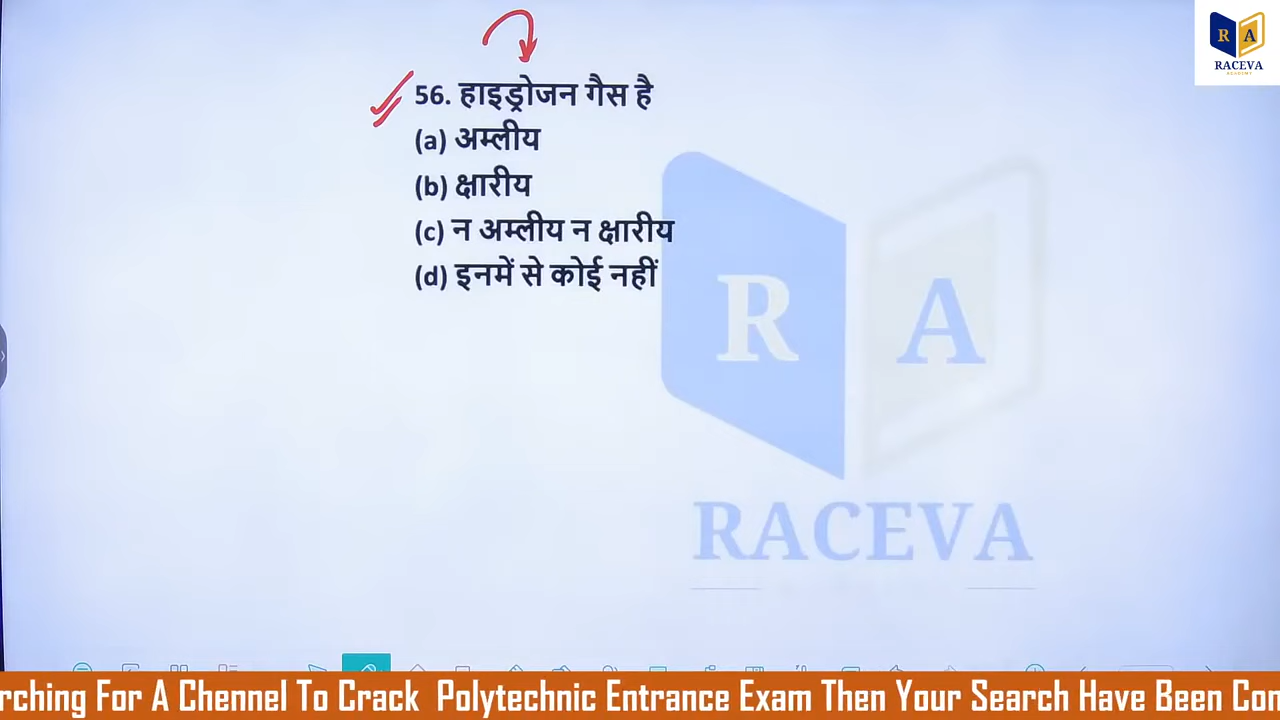 R A
RACEVA
ACADEMY
56. हाइड्रोजन गैस है
(a) अम्लीय
(b) क्षारीय
(c) न अम्लीय न क्षारीय
(d) इनमें से कोई नहीं
R A
RACEVA
rching For A Chennel To Crack Polytechnic Entrance Exam Then Your Search Have Been Con